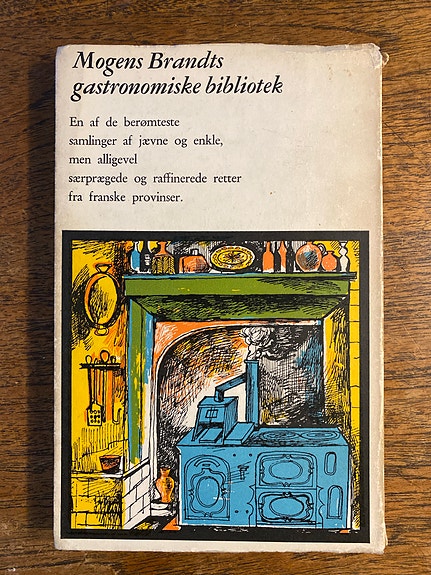 Mogens Brandts
gastronomiske bibliotek
En af de berømteste
samlinger af jævne og enkle,
men alligevel
særprægede og raffinerede retter
fra franske provinser.